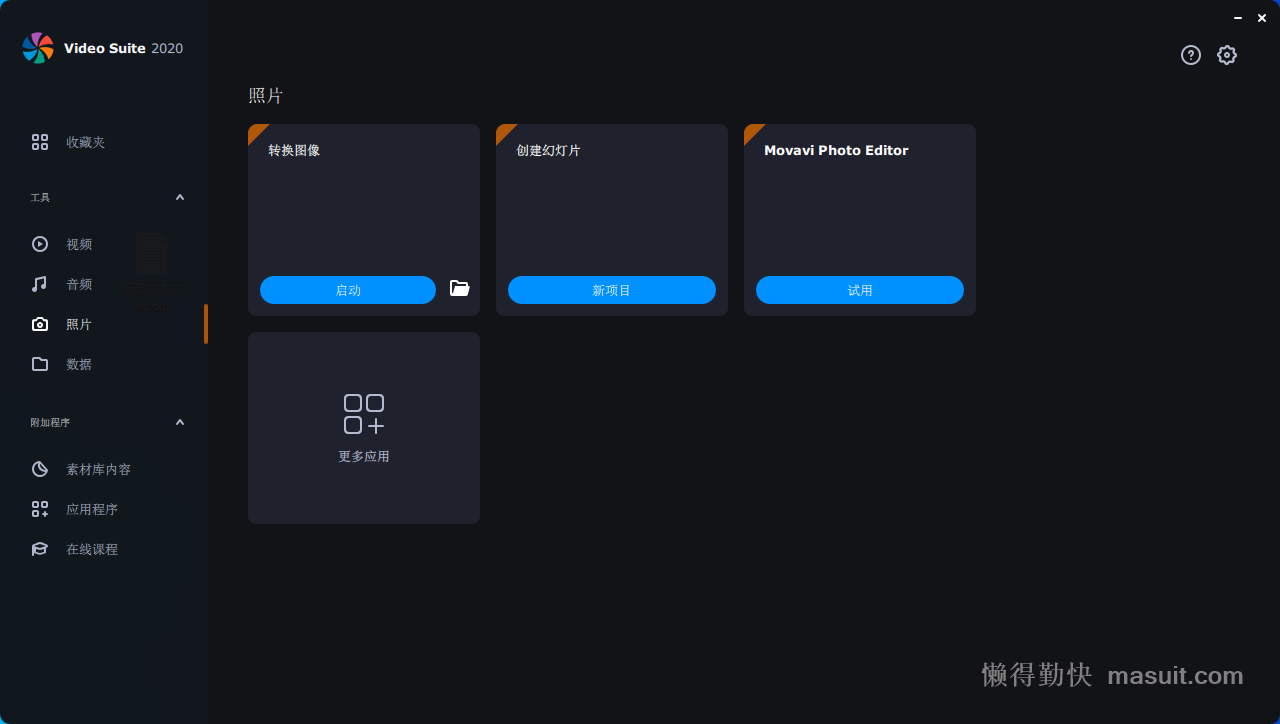 Video Suite 2020
收藏夹
工具
视频
音频
照片
数据
附加程序
素材库内容
应用程序
在线课程
照片
转换图像
启动
创建幻灯片
新项目
Movavi Photo Editor
试用
更多应用
懒得勤快 masuit.com